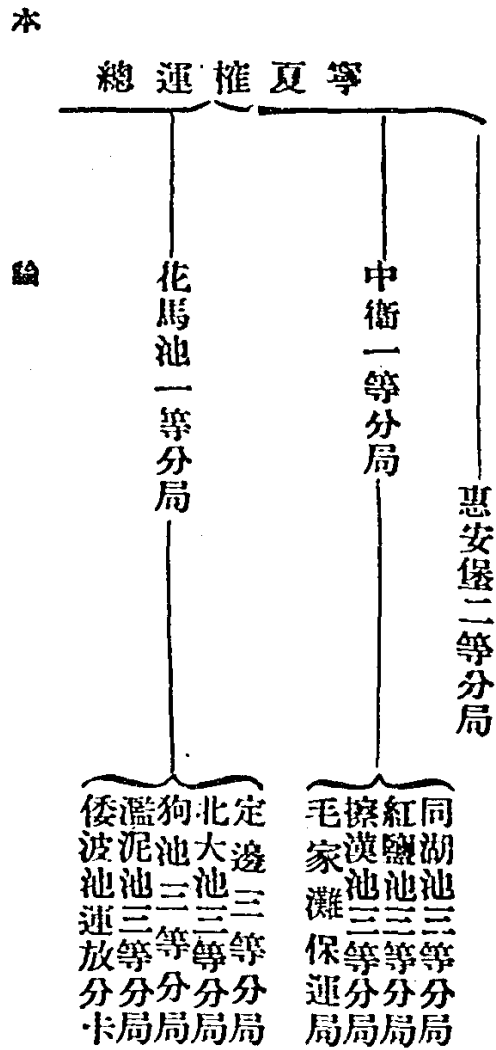 寧夏榷運總
惠安堡二等分局
中衞一等分局
同湖池三等分局
紅鹽池三等分局
擦漢池三等分局
毛家灘保運局
花馬池一等分局
定邊三等分局
北大池三等分局
狗池三等分局
濫泥池三等分局
倭波池運放分卡
本論